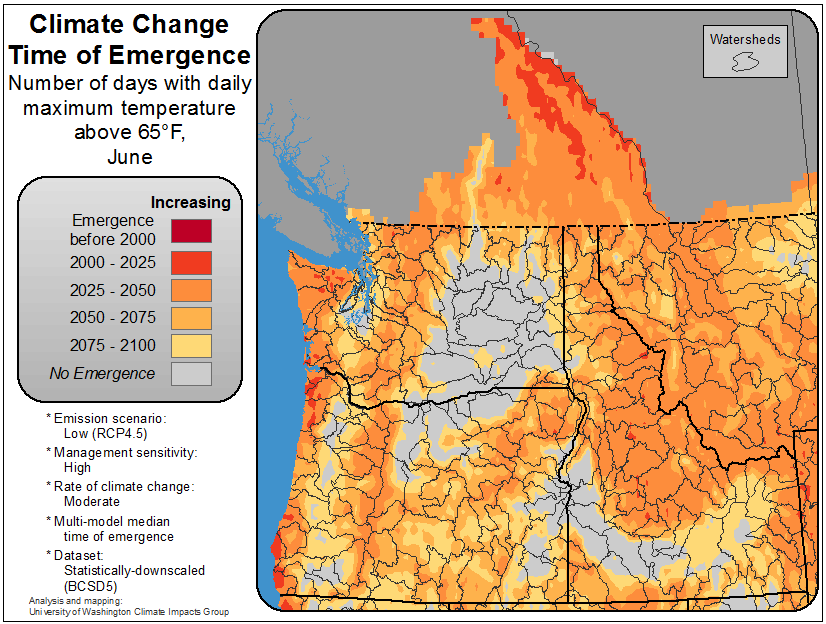 Climate Change
Time of Emergence
Number of days with daily
maximum temperature
above 65°F,
June
Watersheds
Increasing
Emergence
before 2000
2000 - 2025
2025 - 2050
2050 - 2075
2075 - 2100
No Emergence
* Emission scenario:
Low (RCP4.5)
* Management sensitivity:
High
* Rate of climate change:
Moderate
* Multi-model median
time of emergence
* Dataset:
Statistically-downscaled
(BCSD5)
Analysis and mapping:
University of Washington Climate Impacts Group